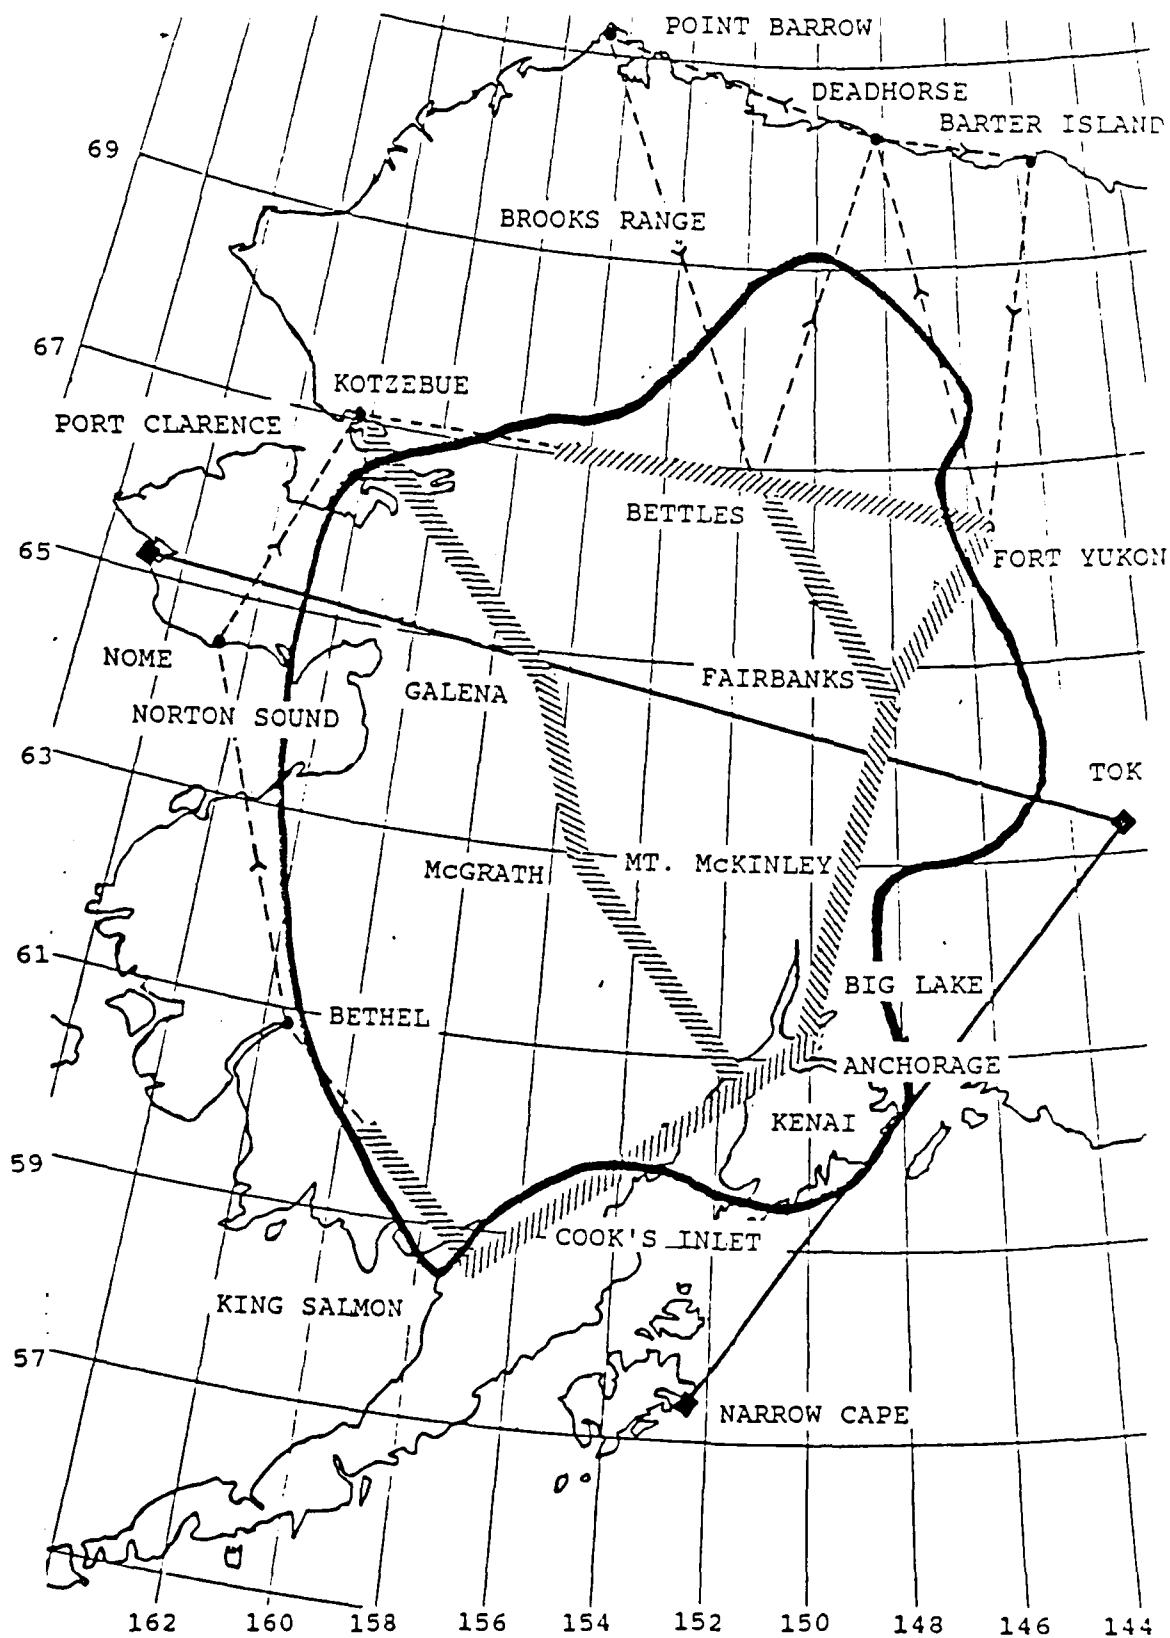 POINT BARROW
DEADHORSE
BARTER ISLAND
69
BROOKS RANGE
67
KOTZEBUE
PORT CLARENCE
BETTLES
65
FORT YUKON
NOME
FAIRBANKS
GALENA
NORTON SOUND
63
TOK
McGRATH
MT. McKINLEY
61
BIG LAKE
BETHEL
ANCHORAGE
KENAI
59
COOK'S INLET
KING SALMON
57
NARROW CAPE
162 160 158 156 154 152 150 148 146 144